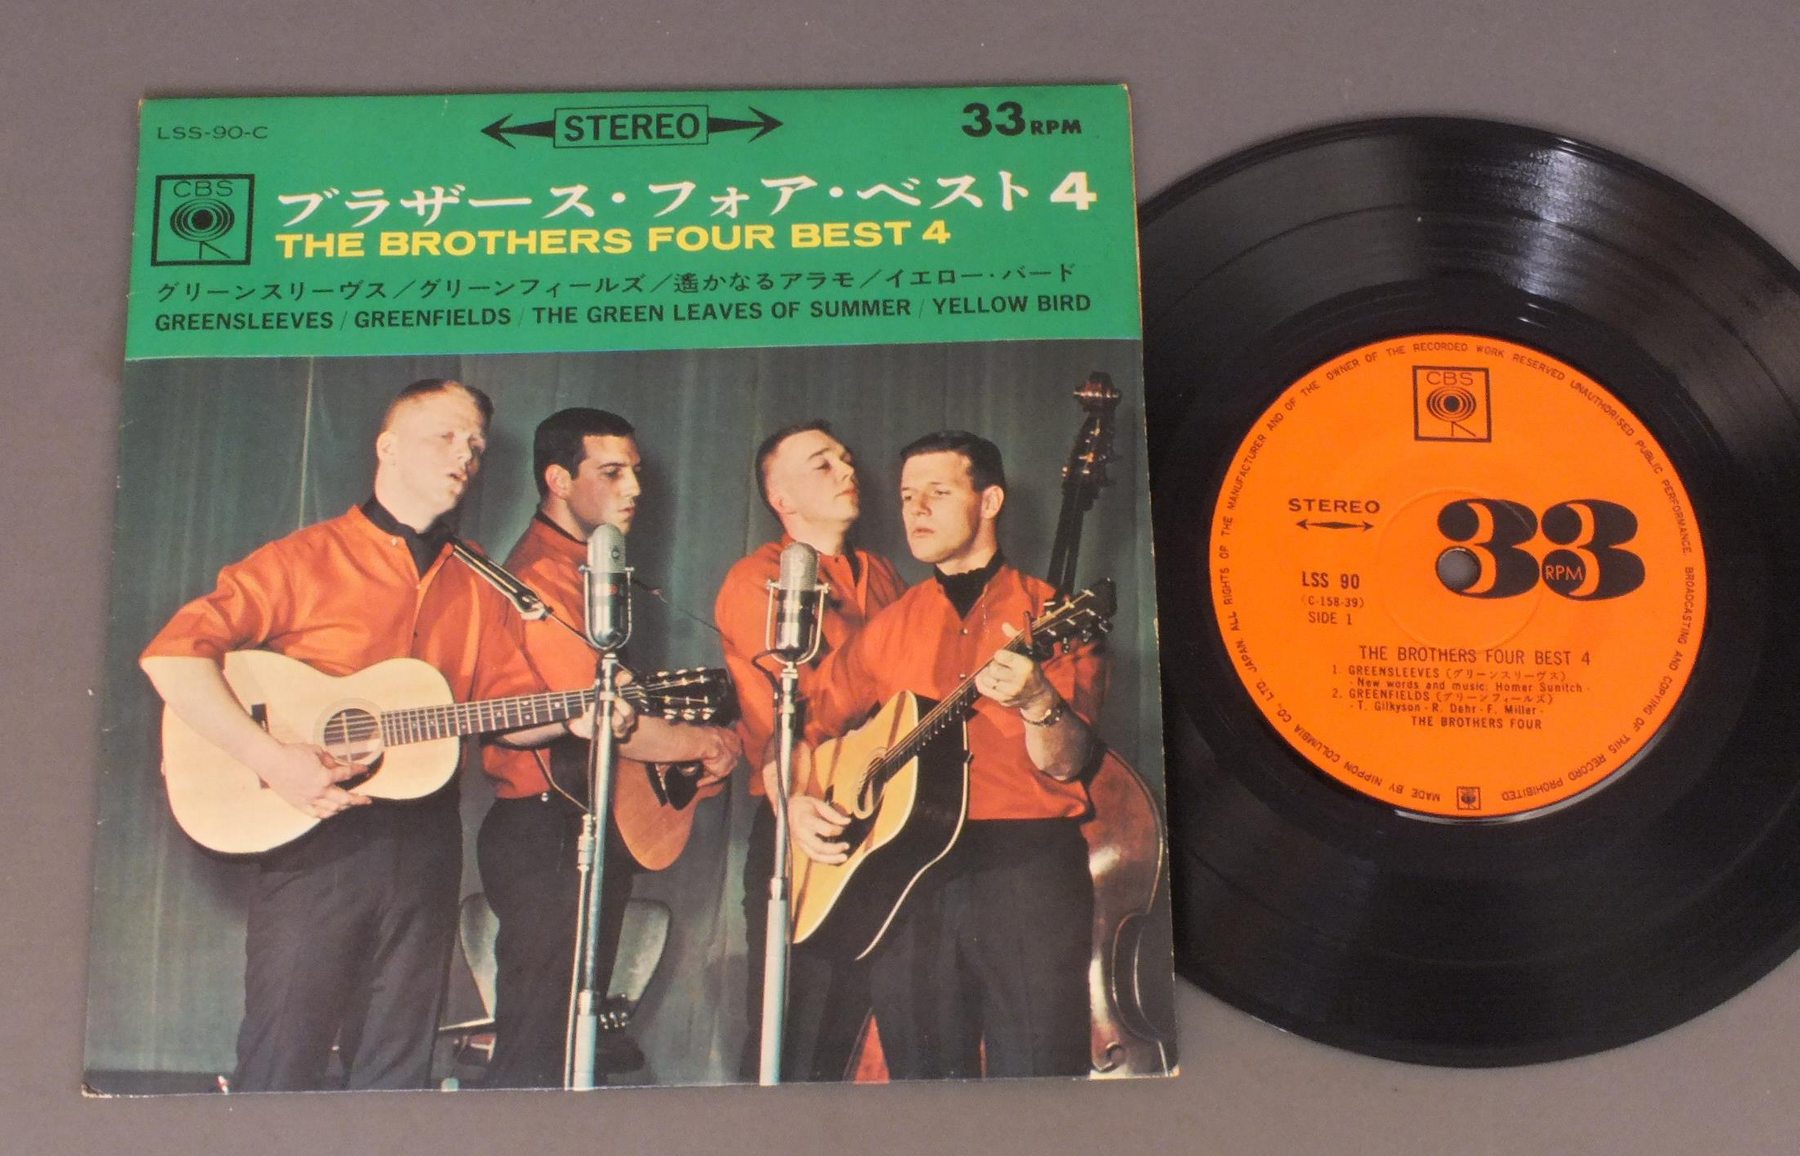 LSS-90-C
STEREO
33RPM
CBS
ブラザース・フォア・ベスト4
THE BROTHERS FOUR BEST 4
グリーンスリーヴス／グリーンフィールズ／遙かなるアラモ／イエロー・バード
GREENSLEEVES / GREENFIELDS / THE GREEN LEAVES OF SUMMER / YELLOW BIRD
MADE BY NIPPON COLUMBIA CO., LTD. JAPAN. ALL RIGHTS OF THE MANUFACTURER AND OF THE OWNER OF THE RECORDED WORK RESERVED UNAUTHORISED PUBLIC PERFORMANCE. BROADCASTING AND COPYING OF THIS RECORD PROHIBITED
CBS
STEREO
33
RPM
LSS 90
(C-158-39)
SIDE 1
THE BROTHERS FOUR BEST 4
1. GREENSLEEVES (グリーンスリーヴス)
· New words and music: Homer Sunitch ·
2. GREENFIELDS (グリーンフィールズ)
· T. Gilkyson · R. Dehr · F. Miller ·
THE BROTHERS FOUR